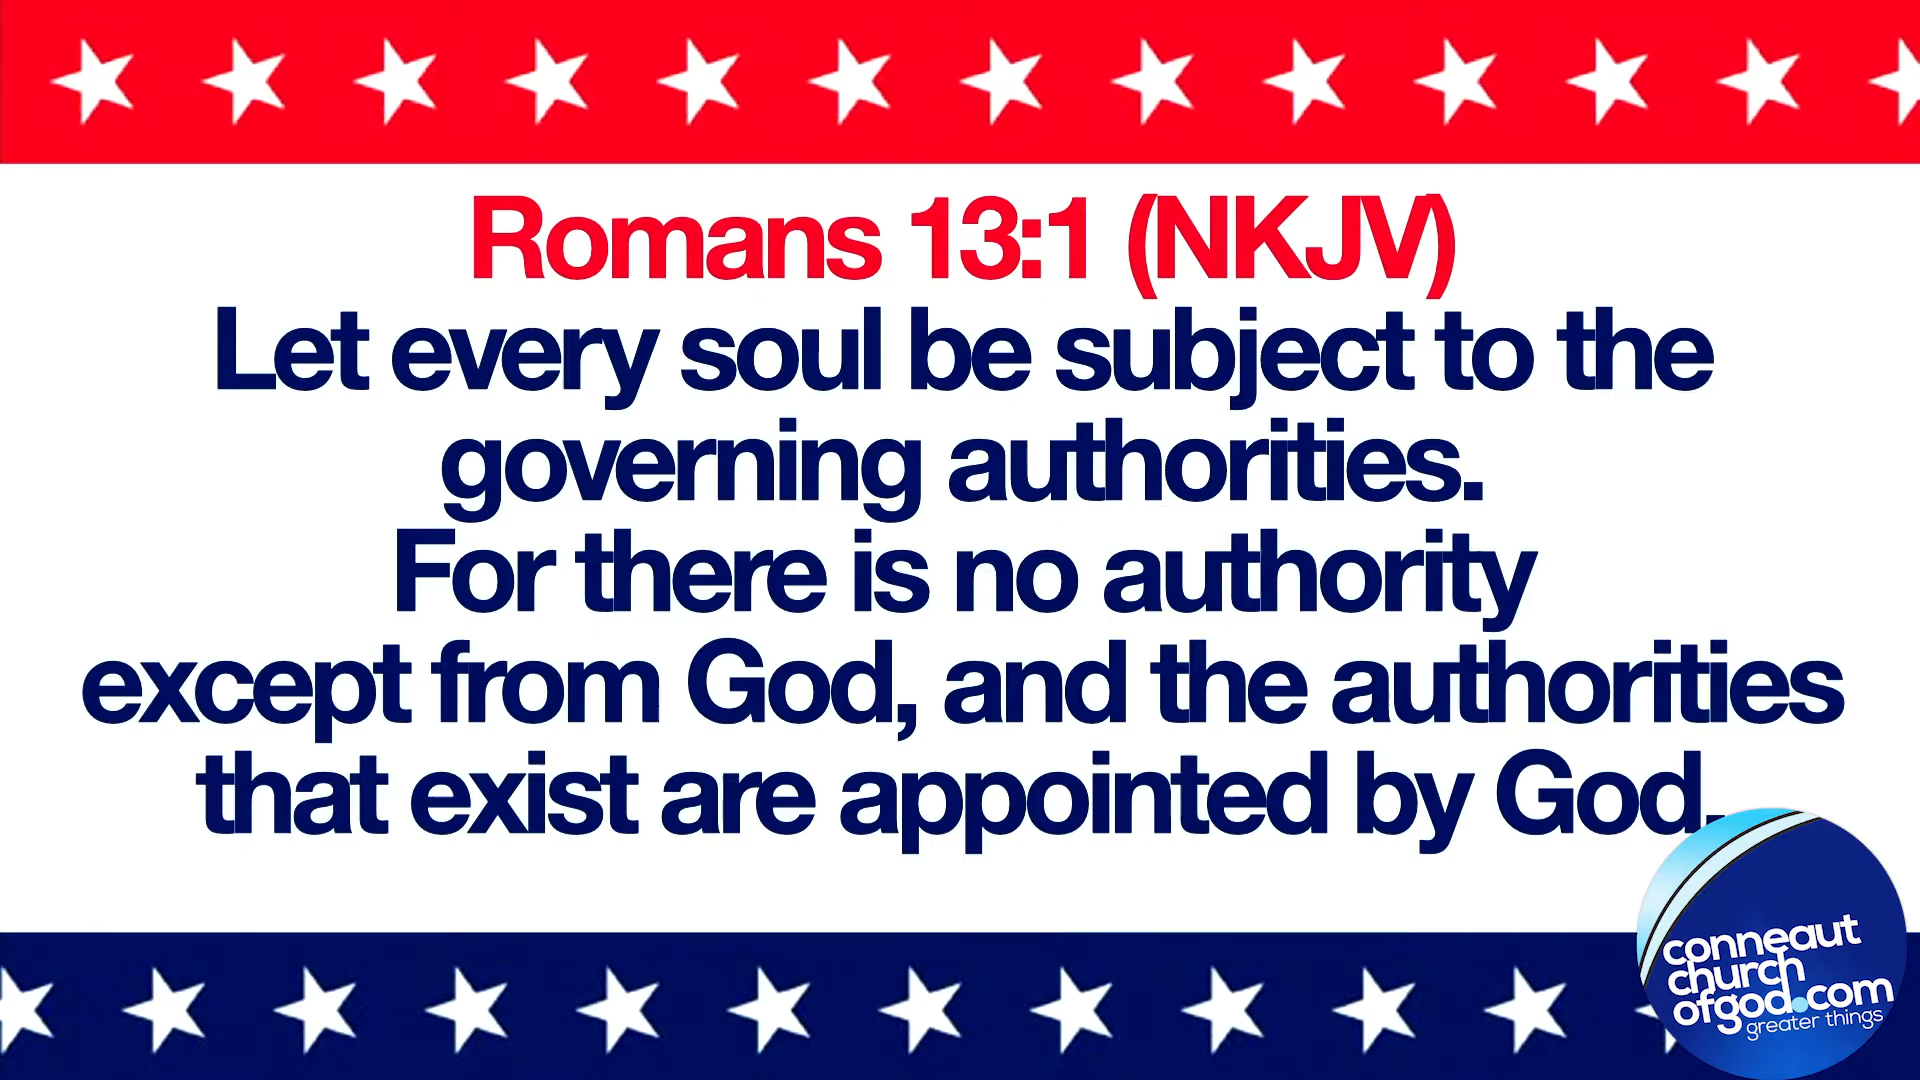 Romans 13:1 (NKJV)
Let every soul be subject to the
governing authorities.
For there is no authority
except from God, and the authorities
that exist are appointed by God.
conneaut
church
ofgod.com
greater things